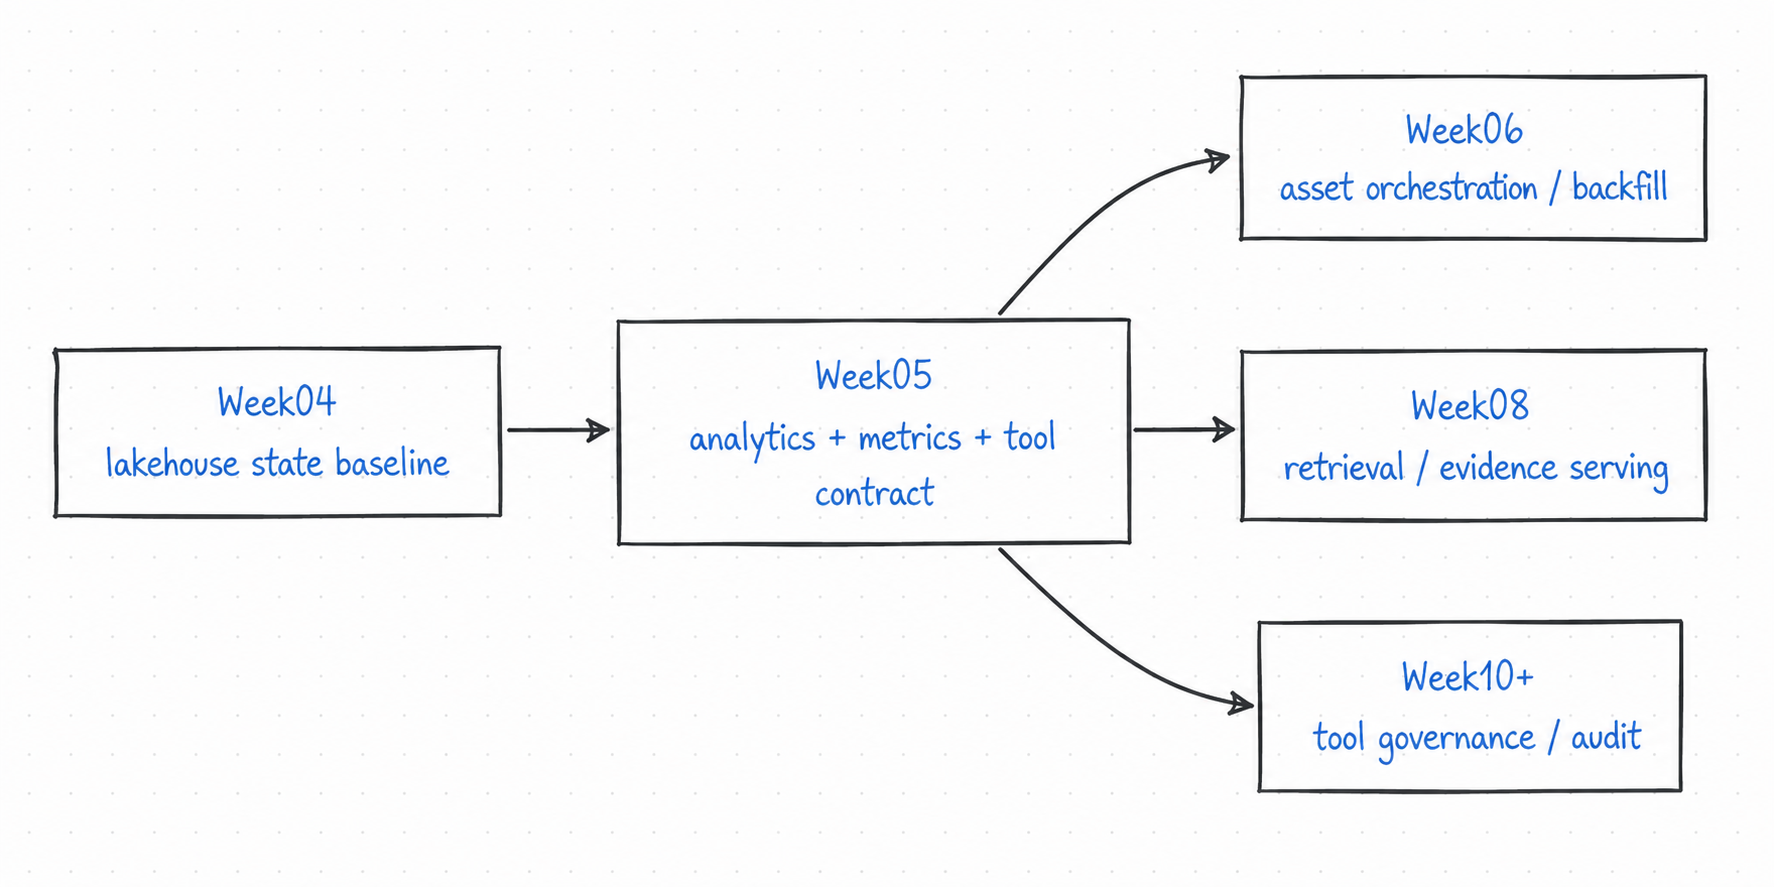 Week04
lakehouse state baseline
Week05
analytics + metrics + tool
contract
Week06
asset orchestration / backfill
Week08
retrieval / evidence serving
Week10+
tool governance / audit